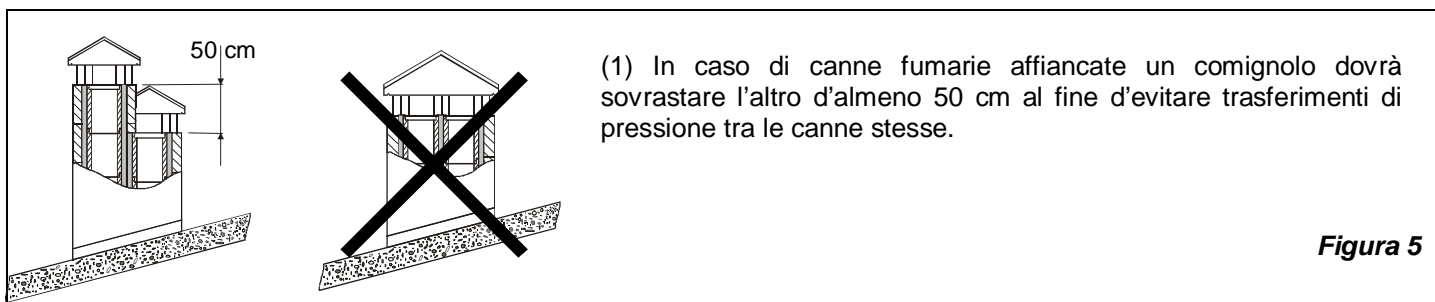 50 cm
(1) In caso di canne fumarie affiancate un comignolo dovrà
sovrastare l'altro d'almeno 50 cm al fine d'evitare trasferimenti di
pressione tra le canne stesse.
Figura 5